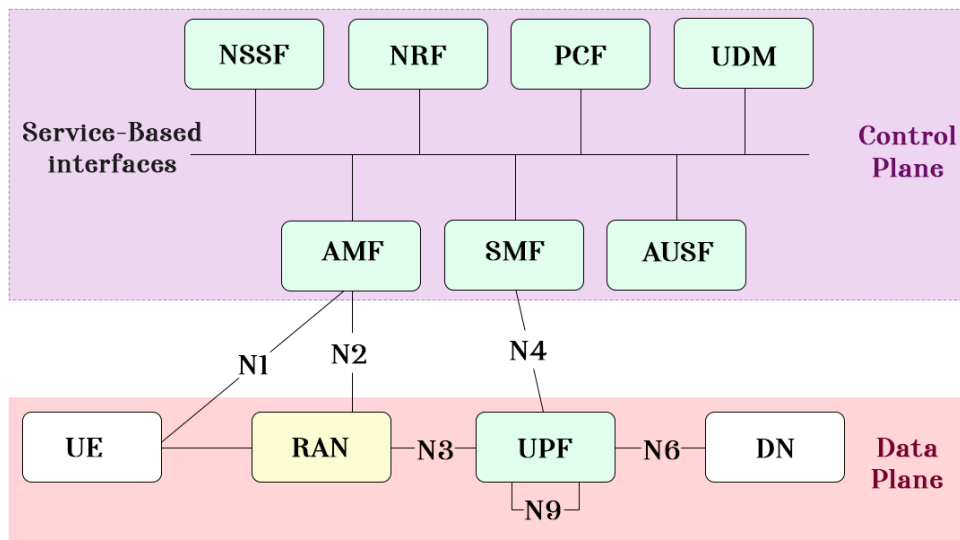 NSSF
NRF
PCF
UDM
Service-Based
interfaces
Control
Plane
AMF
SMF
AUSF
N1
N2
N4
UE
RAN
N3
UPF
N6
DN
Data
Plane
N9